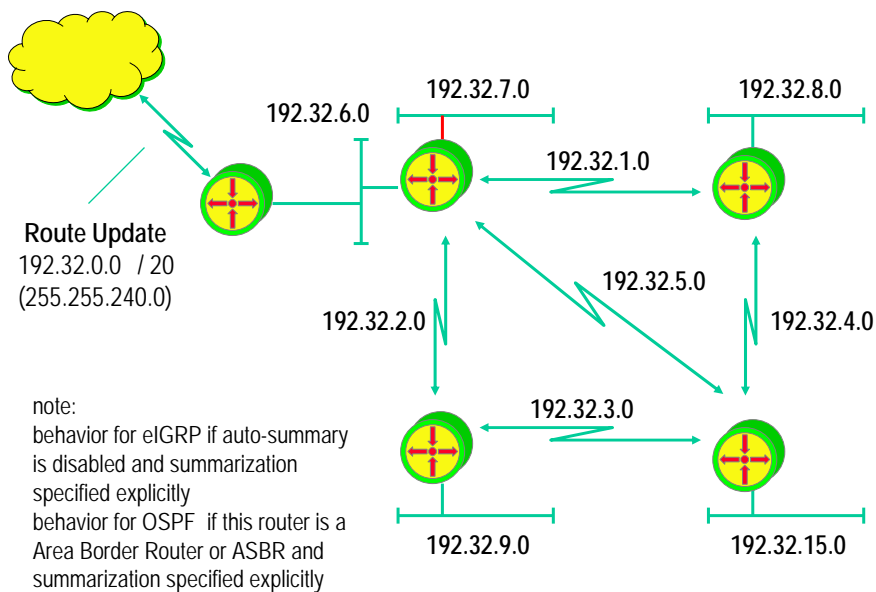 192.32.7.0
192.32.8.0
192.32.6.0
192.32.1.0
Route Update
192.32.0.0 / 20
(255.255.240.0)
192.32.5.0
192.32.2.0
192.32.4.0
note:
behavior for eIGRP if auto-summary
is disabled and summarization
specified explicitly
behavior for OSPF if this router is a
Area Border Router or ASBR and
summarization specified explicitly
192.32.3.0
192.32.9.0
192.32.15.0